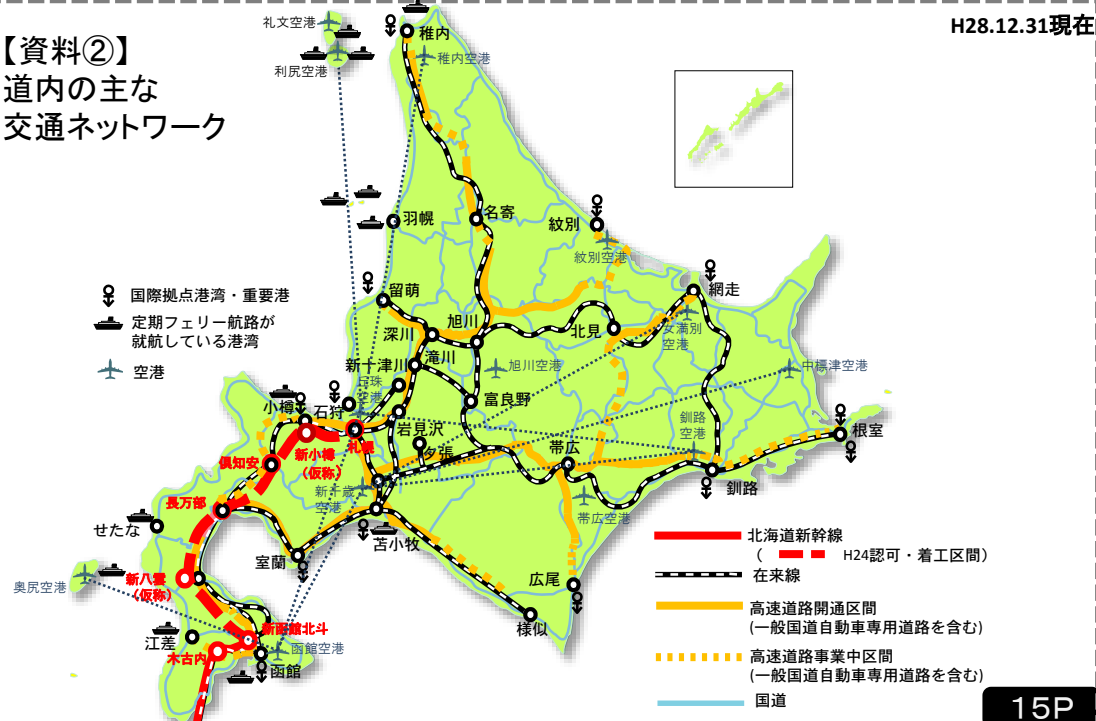 H28.12.31現在
【資料②】
道内の主な
交通ネットワーク
礼文空港
利尻空港
稚内
稚内空港
羽幌
名寄
紋別
紋別空港
国際拠点港湾・重要港
定期フェリー航路が
就航している港湾
空港
留萌
深川
旭川
滝川
新十津川
旭川空港
北見
網走
女満別
空港
中標津空港
丘珠
空港
富良野
小樽
石狩
札幌
岩見沢
夕張
新小樽
(仮称)
倶知安
新千歳
空港
帯広
帯広空港
釧路
空港
釧路
根室
長万部
せたな
室蘭
苫小牧
広尾
様似
奥尻空港
新八雲
(仮称)
江差
木古内
新函館北斗
函館空港
函館
北海道新幹線
( H24認可・着工区間)
在来線
高速道路開通区間
(一般国道自動車専用道路を含む)
高速道路事業中区間
(一般国道自動車専用道路を含む)
国道
15P